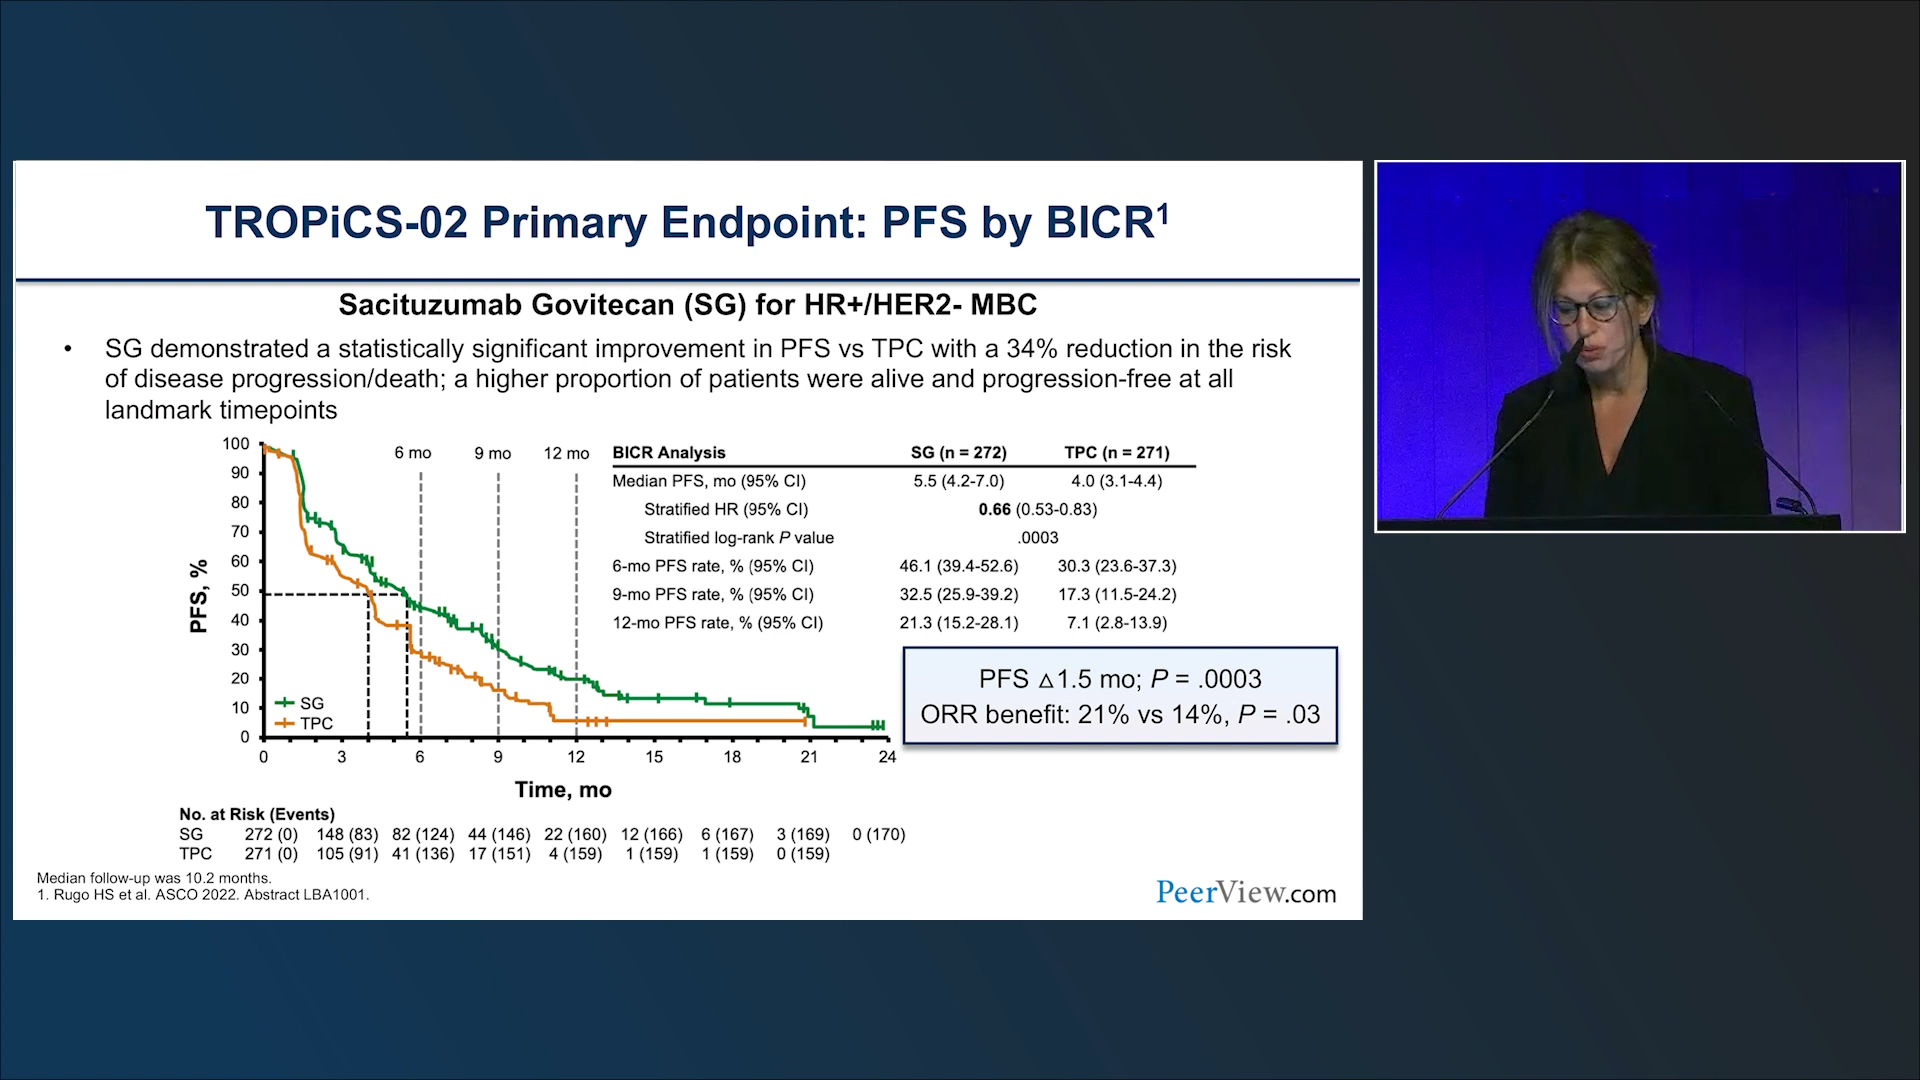 TROPiCS-02 Primary Endpoint: PFS by BICR1
Sacituzumab Govitecan (SG) for HR+/HER2- MBC
• SG demonstrated a statistically significant improvement in PFS vs TPC with a 34% reduction in the risk
of disease progression/death; a higher proportion of patients were alive and progression-free at all
landmark timepoints
PFS, %
100
90
80
70
60
50
40
30
20
10
0
6 mo 9 mo 12 mo
SG
TPC
0 3 6 9 12 15 18 21 24
Time, mo
BICR Analysis SG (n = 272) TPC (n = 271)
Median PFS, mo (95% CI) 5.5 (4.2-7.0) 4.0 (3.1-4.4)
Stratified HR (95% CI) 0.66 (0.53-0.83)
Stratified log-rank P value .0003
6-mo PFS rate, % (95% CI) 46.1 (39.4-52.6) 30.3 (23.6-37.3)
9-mo PFS rate, % (95% CI) 32.5 (25.9-39.2) 17.3 (11.5-24.2)
12-mo PFS rate, % (95% CI) 21.3 (15.2-28.1) 7.1 (2.8-13.9)
PFS △1.5 mo; P = .0003
ORR benefit: 21% vs 14%, P = .03
No. at Risk (Events)
SG 272 (0) 148 (83) 82 (124) 44 (146) 22 (160) 12 (166) 6 (167) 3 (169) 0 (170)
TPC 271 (0) 105 (91) 41 (136) 17 (151) 4 (159) 1 (159) 1 (159) 0 (159)
Median follow-up was 10.2 months.
1. Rugo HS et al. ASCO 2022. Abstract LBA1001.
PeerView.com